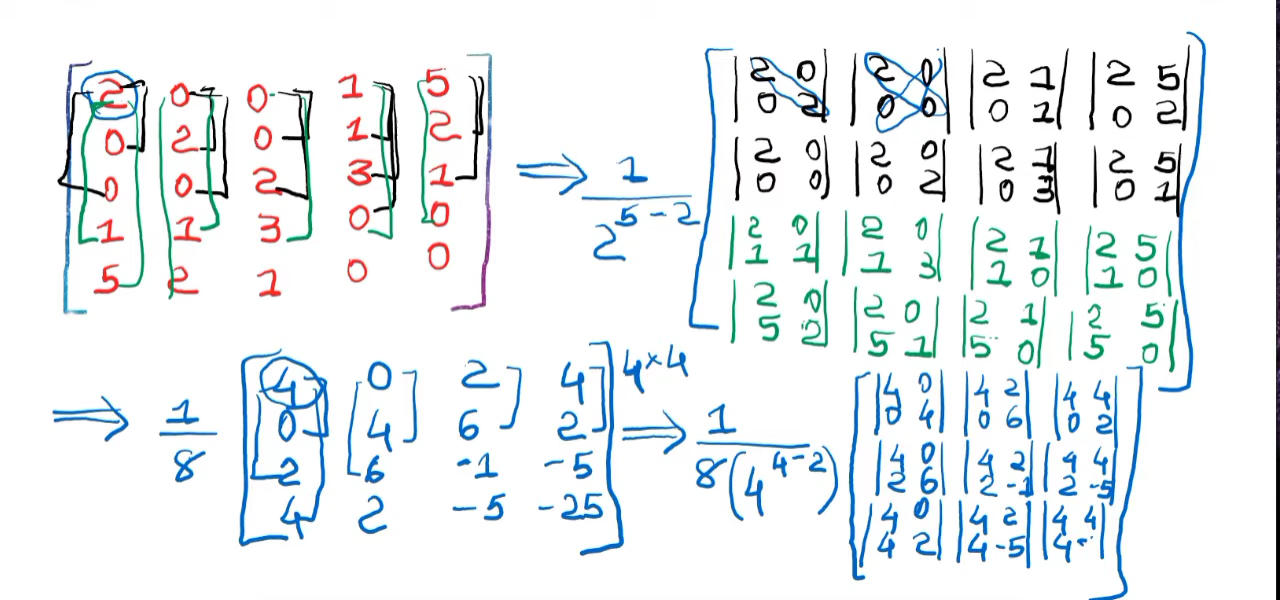 [2 0 0 1 5
0 2 0 1 2
0 0 2 3 1
1 1 3 0 0
5 2 1 0 0]
⇒ 1/2^(5-2)
[|2 0; 0 2| |2 0; 0 0| |2 1; 0 1| |2 5; 0 2|
|2 0; 0 0| |2 0; 0 2| |2 1; 0 3| |2 5; 0 1|
|2 0; 1 1| |2 0; 1 3| |2 1; 1 0| |2 5; 1 0|
|2 0; 5 2| |2 0; 5 1| |2 1; 5 0| |2 5; 5 0|]
⇒ 1/8
[4 0 2 4
0 4 6 2
2 6 -1 -5
4 2 -5 -25] 4×4
⇒ 1/8(4^(4-2))
[|4 0; 0 4| |4 2; 0 6| |4 4; 0 2|
|4 0; 2 6| |4 2; 2 -1| |4 4; 2 -5|
|4 0; 4 2| |4 2; 4 -5| |4 4; 4 -|]